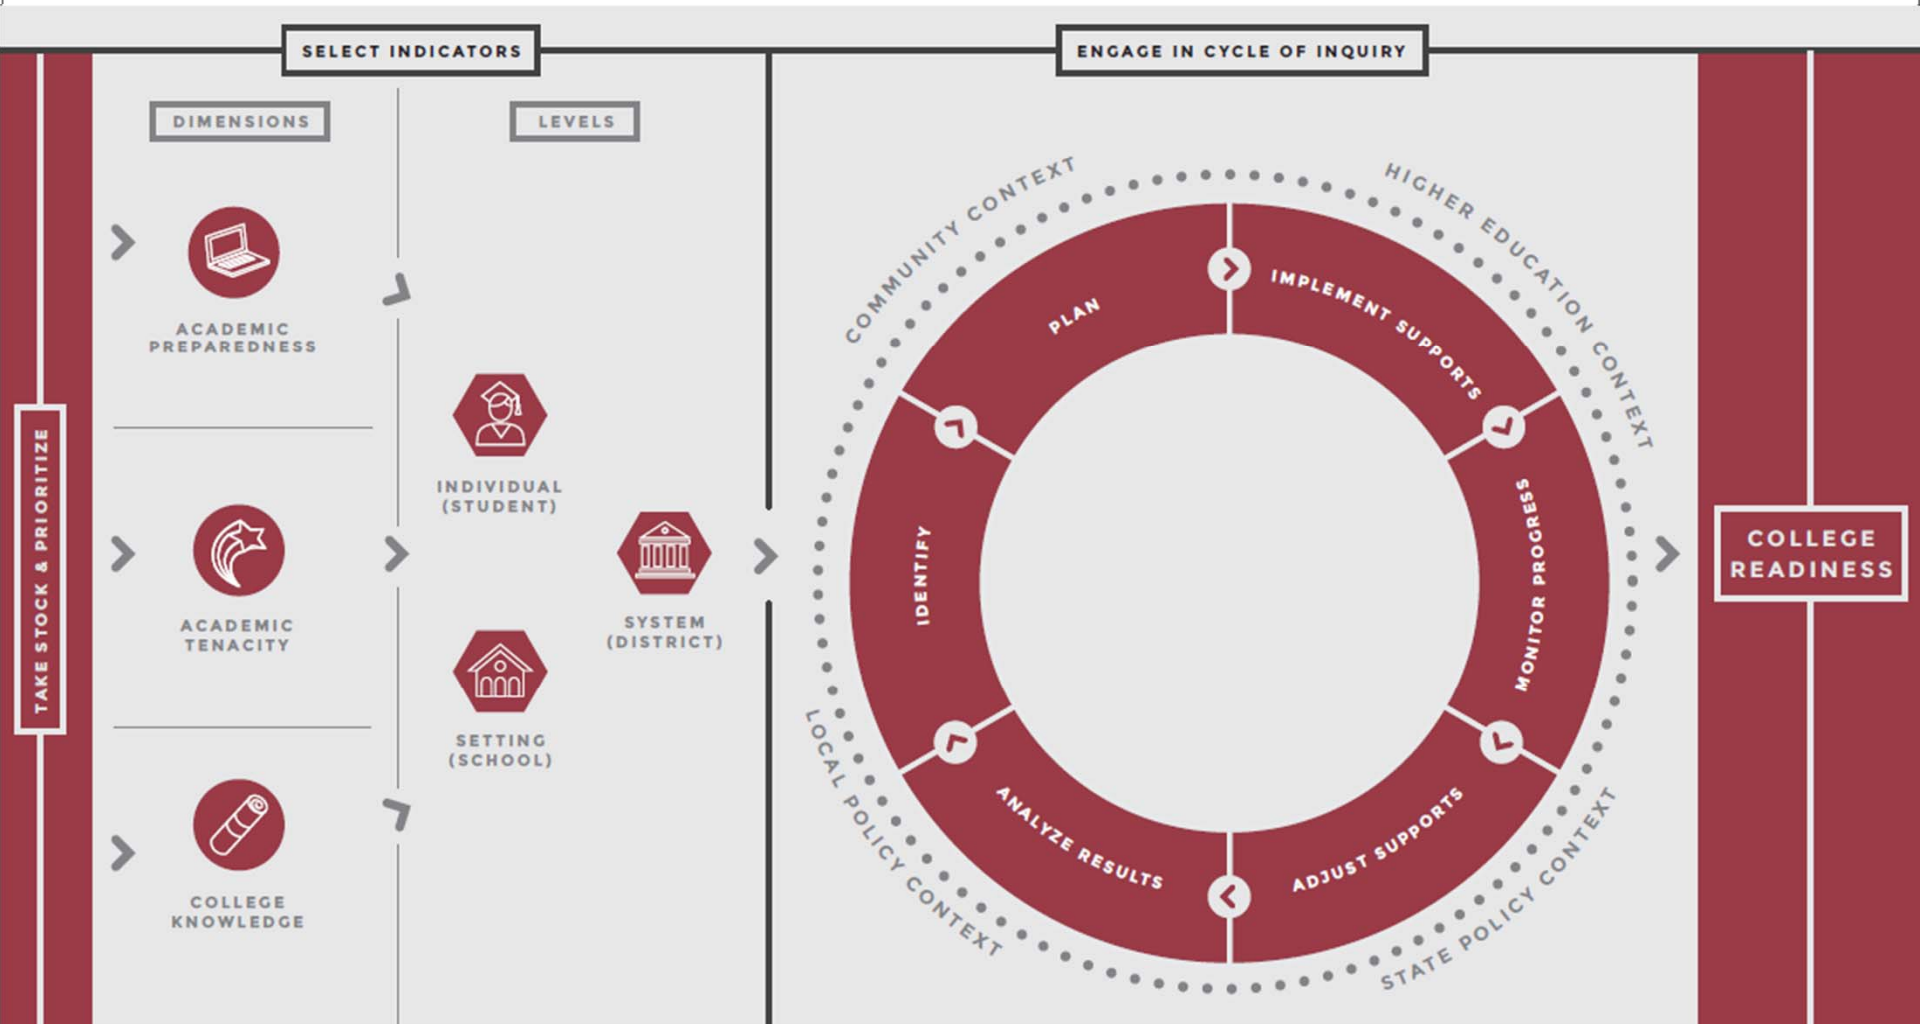 SELECT INDICATORS
ENGAGE IN CYCLE OF INQUIRY
TAKE STOCK & PRIORITIZE
DIMENSIONS
LEVELS
ACADEMIC
PREPAREDNESS
ACADEMIC
TENACITY
COLLEGE
KNOWLEDGE
INDIVIDUAL
(STUDENT)
SETTING
(SCHOOL)
SYSTEM
(DISTRICT)
COMMUNITY CONTEXT
HIGHER EDUCATION CONTEXT
STATE POLICY CONTEXT
LOCAL POLICY CONTEXT
PLAN
IMPLEMENT SUPPORTS
MONITOR PROGRESS
ADJUST SUPPORTS
ANALYZE RESULTS
IDENTIFY
COLLEGE
READINESS